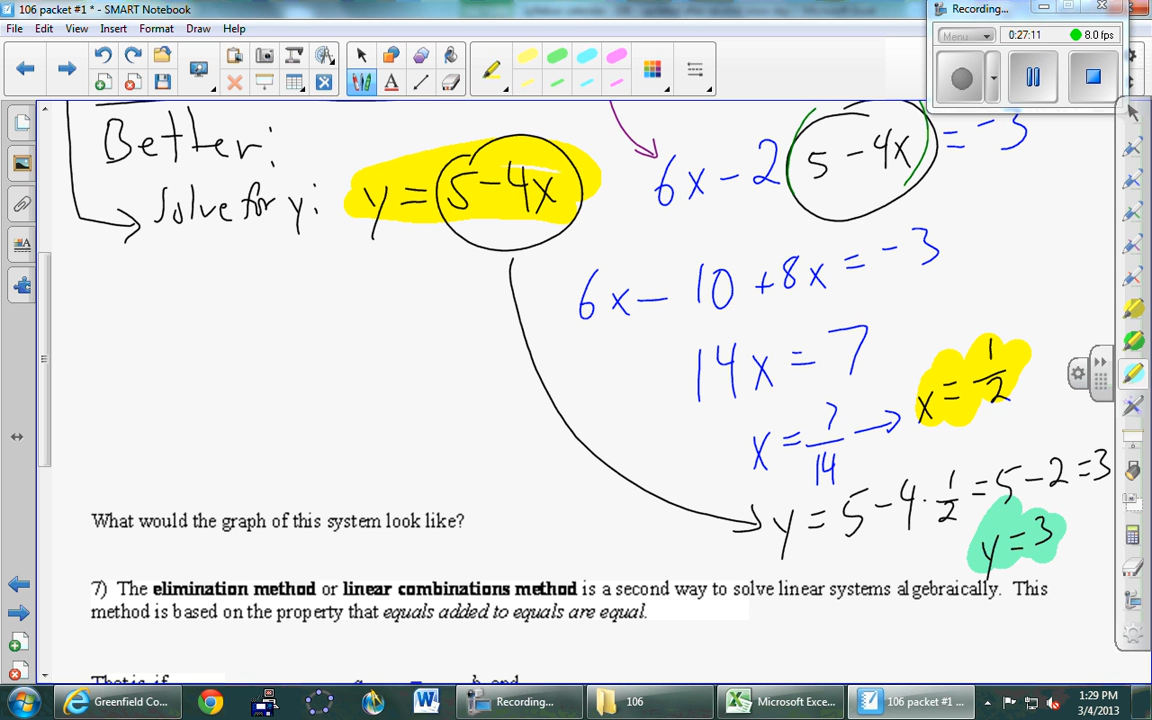 106 packet #1 * - SMART Notebook
Recording...
File Edit View Insert Format Draw Help
Menu
0:27:11
8.0 fps
Better:
Solve for y: y = 5 - 4x
6x - 2(5 - 4x) = -3
6x - 10 + 8x = -3
14x = 7
x = 7/14 → x = 1/2
y = 5 - 4 · 1/2 = 5 - 2 = 3
y = 3
What would the graph of this system look like?
7) The elimination method or linear combinations method is a second way to solve linear systems algebraically. This
method is based on the property that equals added to equals are equal.
That is, if
Greenfield Co...
Recording...
106
Microsoft Exce...
106 packet #1 ...
1:29 PM
3/4/2013